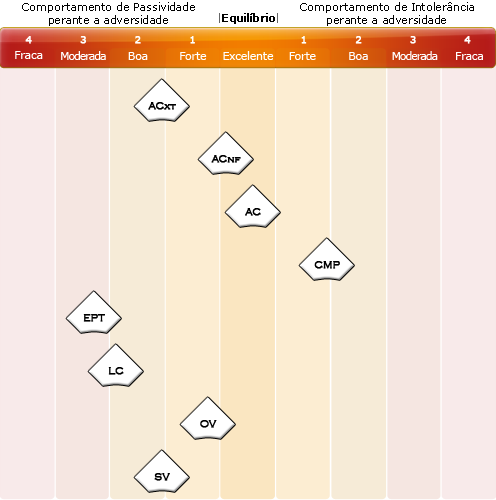 Comportamento de Passividade
perante a adversidade
|Equilíbrio|
Comportamento de Intolerância
perante a adversidade
4 3 2 1 1 2 3 4
Fraca Moderada Boa Forte Excelente Forte Boa Moderada Fraca
ACXT
ACNF
AC
CMP
EPT
LC
OV
SV